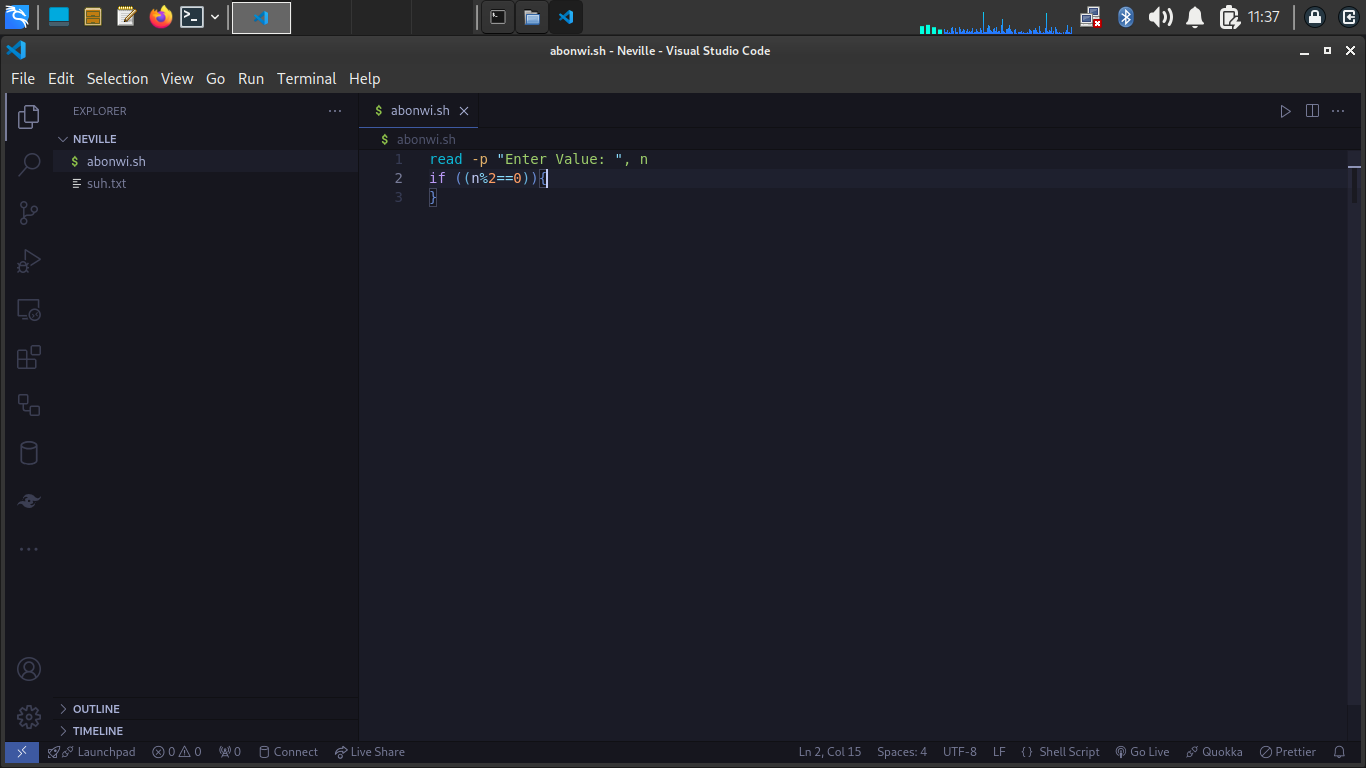 11:37
abonwi.sh - Neville - Visual Studio Code
File Edit Selection View Go Run Terminal Help
EXPLORER
NEVILLE
$ abonwi.sh
suh.txt
$ abonwi.sh
$ abonwi.sh
1 read -p "Enter Value: ", n
2 if ((n%2==0)){
3 }
OUTLINE
TIMELINE
Launchpad 0 0 0 Connect Live Share Ln 2, Col 15 Spaces: 4 UTF-8 LF {} Shell Script Go Live Quokka Prettier